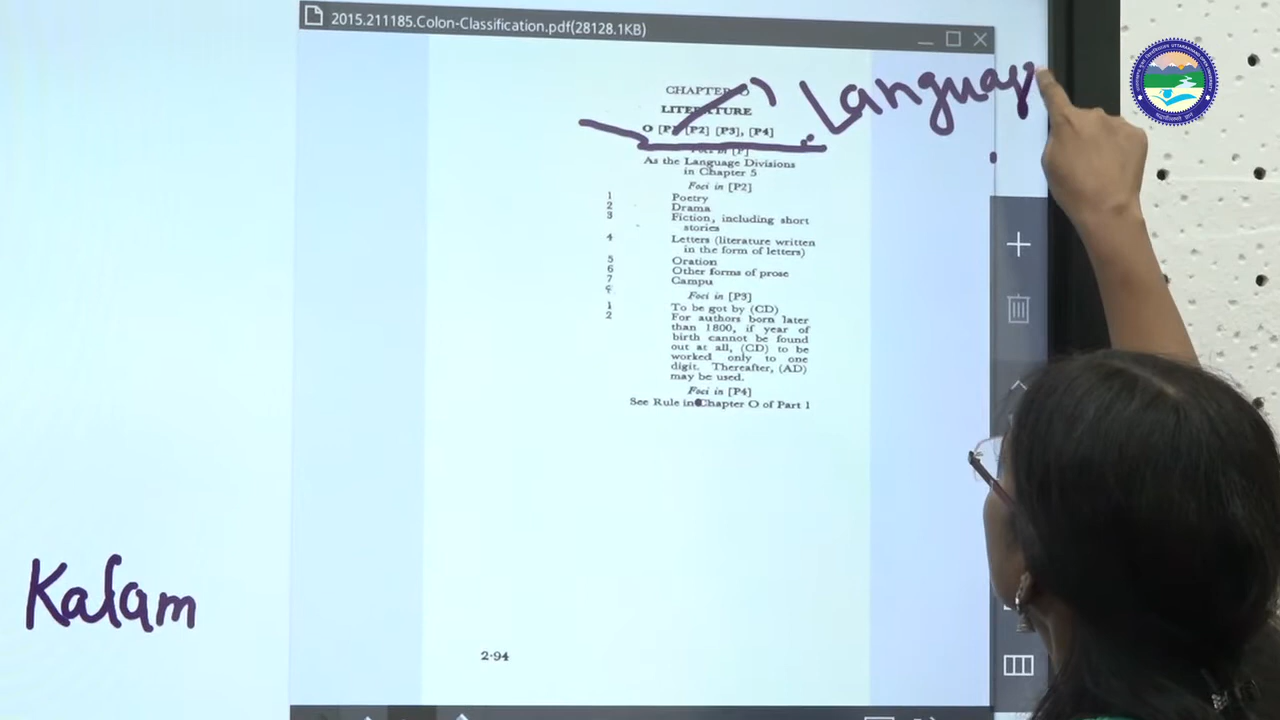 2015.211185.Colon-Classification.pdf(28128.1KB)
CHAPTER O
LITERATURE
O [P], [P2] [P3], [P4]
Foci in [P]
As the Language Divisions
in Chapter 5
Foci in [P2]
1 Poetry
2 Drama
3 Fiction, including short
stories
4 Letters (literature written
in the form of letters)
5 Oration
6 Other forms of prose
7 Campu
Foci in [P3]
1 To be got by (CD)
2 For authors born later
than 1800, if year of
birth cannot be found
out at all, (CD) to be
worked only to one
digit. Thereafter, (AD)
may be used.
Foci in [P4]
See Rule in Chapter O of Part 1
2·94
Languag
Kalam